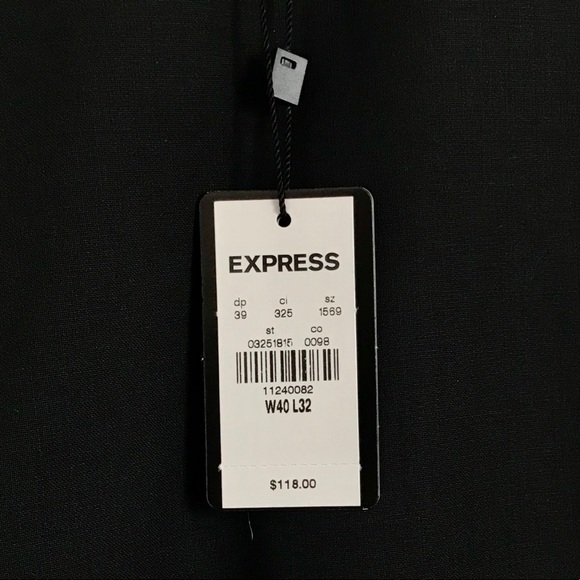 EXPRESS
dp ci sz
39 325 1569
st co
03251815 0098
11240082
W40 L32
$118.00